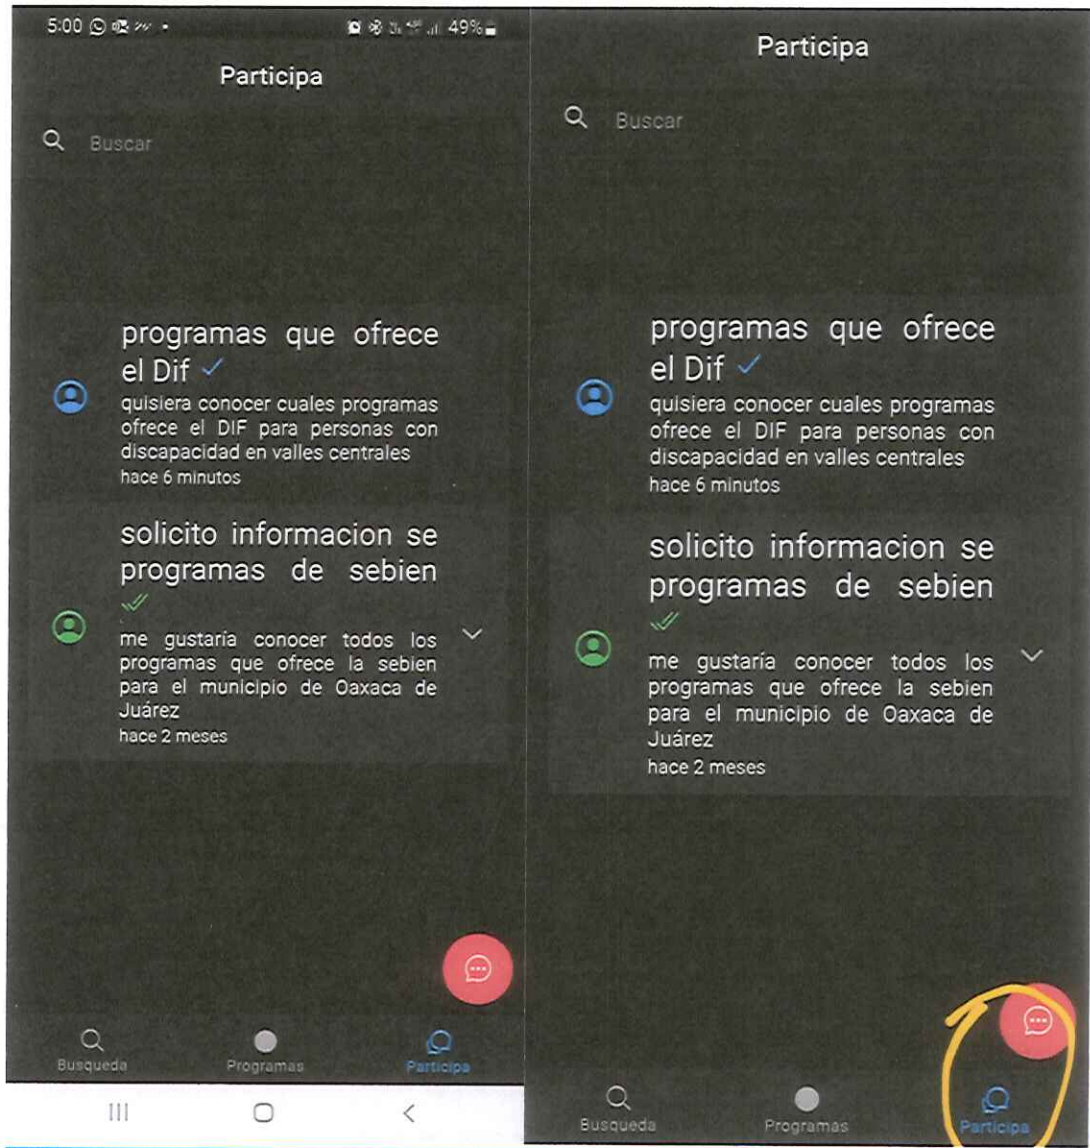 5:00
49%
Participa
Buscar
programas que ofrece
el Dif
quisiera conocer cuales programas
ofrece el DIF para personas con
discapacidad en valles centrales
hace 6 minutos
solicito informacion se
programas de sebien
me gustaría conocer todos los
programas que ofrece la sebien
para el municipio de Oaxaca de
Juárez
hace 2 meses
Busqueda
Programas
Participa
Participa
Buscar
programas que ofrece
el Dif
quisiera conocer cuales programas
ofrece el DIF para personas con
discapacidad en valles centrales
hace 6 minutos
solicito informacion se
programas de sebien
me gustaría conocer todos los
programas que ofrece la sebien
para el municipio de Oaxaca de
Juárez
hace 2 meses
Busqueda
Programas
Participa